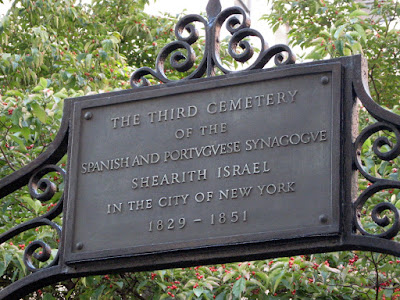 THE THIRD CEMETERY
OF THE
SPANISH AND PORTVGVESE SYNAGOGVE
SHEARITH ISRAEL
IN THE CITY OF NEW YORK
1829 - 1851